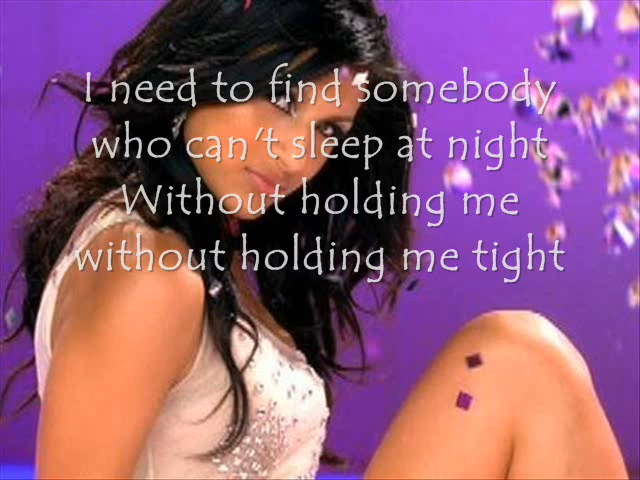 I need to find somebody
who can't sleep at night
Without holding me
without holding me tight